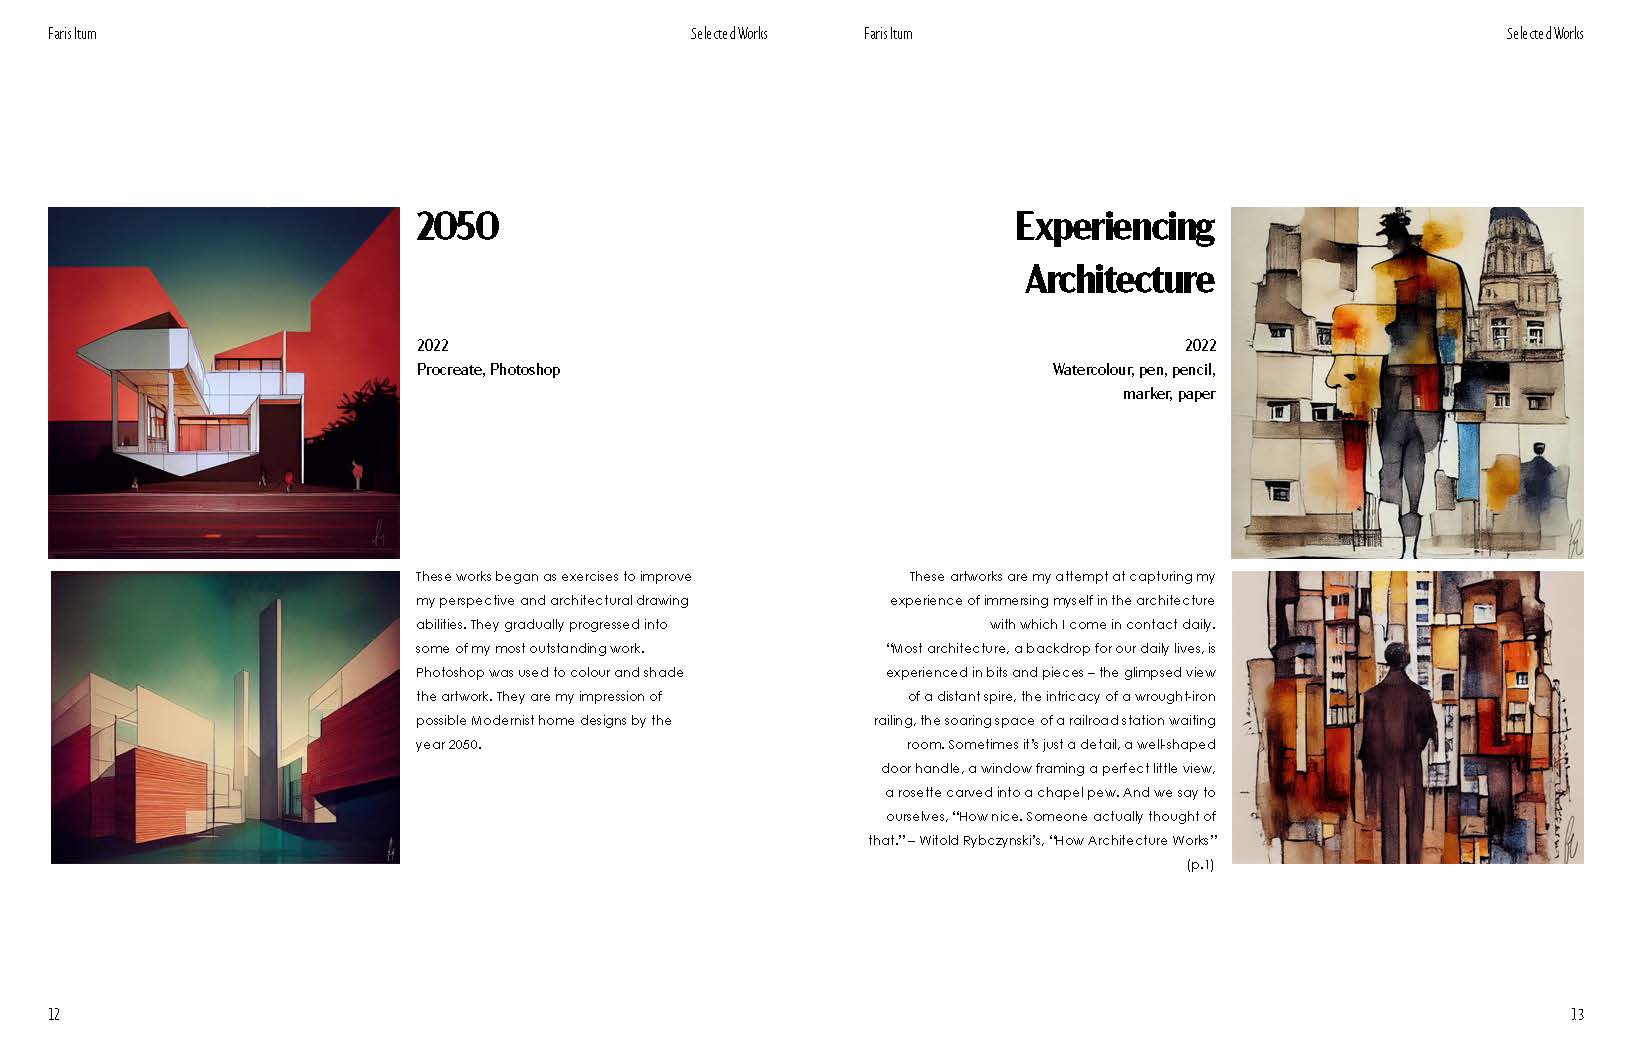 Faris Itum
Selected Works
2050
2022
Procreate, Photoshop
These works began as exercises to improve
my perspective and architectural drawing
abilities. They gradually progressed into
some of my most outstanding work.
Photoshop was used to colour and shade
the artwork. They are my impression of
possible Modernist home designs by the
year 2050.
12
Faris Itum
Selected Works
Experiencing
Architecture
2022
Watercolour, pen, pencil,
marker, paper
These artworks are my attempt at capturing my
experience of immersing myself in the architecture
with which I come in contact daily.
“Most architecture, a backdrop for our daily lives, is
experienced in bits and pieces – the glimpsed view
of a distant spire, the intricacy of a wrought-iron
railing, the soaring space of a railroad station waiting
room. Sometimes it’s just a detail, a well-shaped
door handle, a window framing a perfect little view,
a rosette carved into a chapel pew. And we say to
ourselves, “How nice. Someone actually thought of
that.” – Witold Rybczynski’s, “How Architecture Works”
(p.1)
13